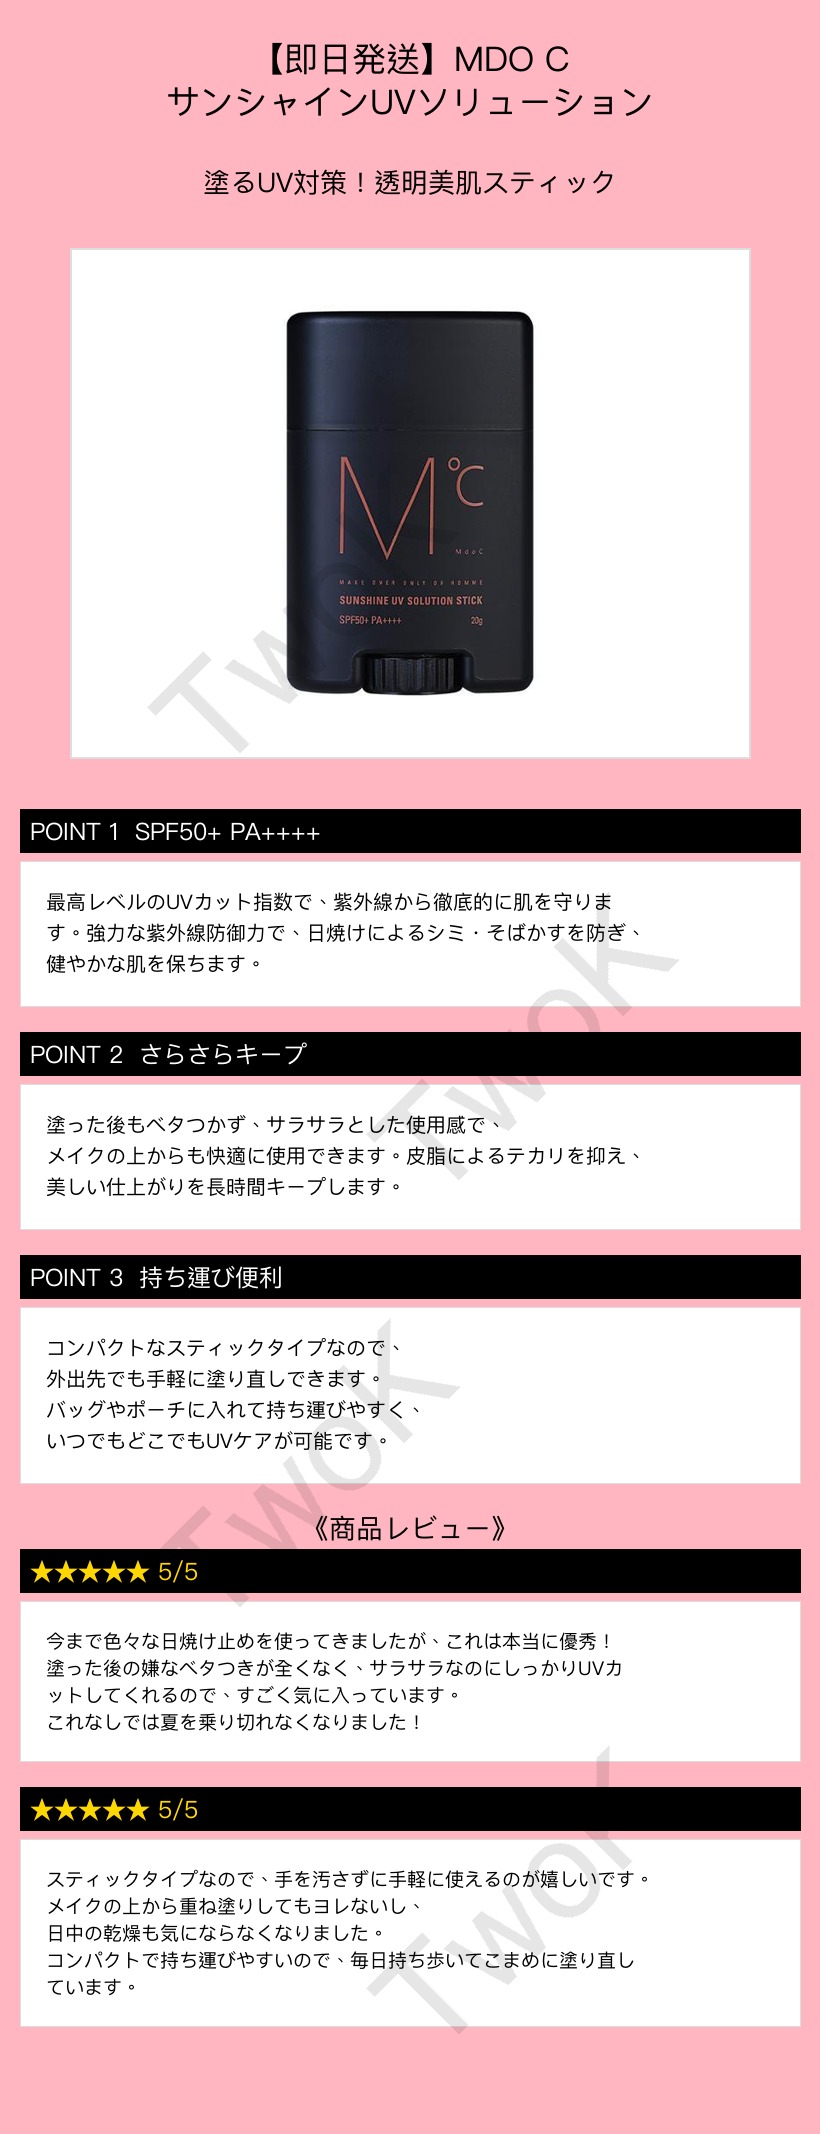 【即日発送】MDO C
サンシャインUVソリューション
塗るUV対策！透明美肌スティック
M℃
MdoC
MAKE OVER ONLY OF HOMME
SUNSHINE UV SOLUTION STICK
SPF50+ PA++++ 20g
TwoK
POINT 1 SPF50+ PA++++
最高レベルのUVカット指数で、紫外線から徹底的に肌を守りま
す。強力な紫外線防御力で、日焼けによるシミ・そばかすを防ぎ、
健やかな肌を保ちます。
TwoK
POINT 2 さらさらキープ
塗った後もベタつかず、サラサラとした使用感で、
メイクの上からも快適に使用できます。皮脂によるテカリを抑え、
美しい仕上がりを長時間キープします。
POINT 3 持ち運び便利
コンパクトなスティックタイプなので、
外出先でも手軽に塗り直しできます。
バッグやポーチに入れて持ち運びやすく、
いつでもどこでもUVケアが可能です。
TwoK
《商品レビュー》
★★★★★ 5/5
今まで色々な日焼け止めを使ってきましたが、これは本当に優秀！
塗った後の嫌なベタつきが全くなく、サラサラなのにしっかりUVカ
ットしてくれるので、すごく気に入っています。
これなしでは夏を乗り切れなくなりました！
★★★★★ 5/5
スティックタイプなので、手を汚さずに手軽に使えるのが嬉しいです。
メイクの上から重ね塗りしてもヨレないし、
日中の乾燥も気にならなくなりました。
コンパクトで持ち運びやすいので、毎日持ち歩いてこまめに塗り直し
ています。
TwoK